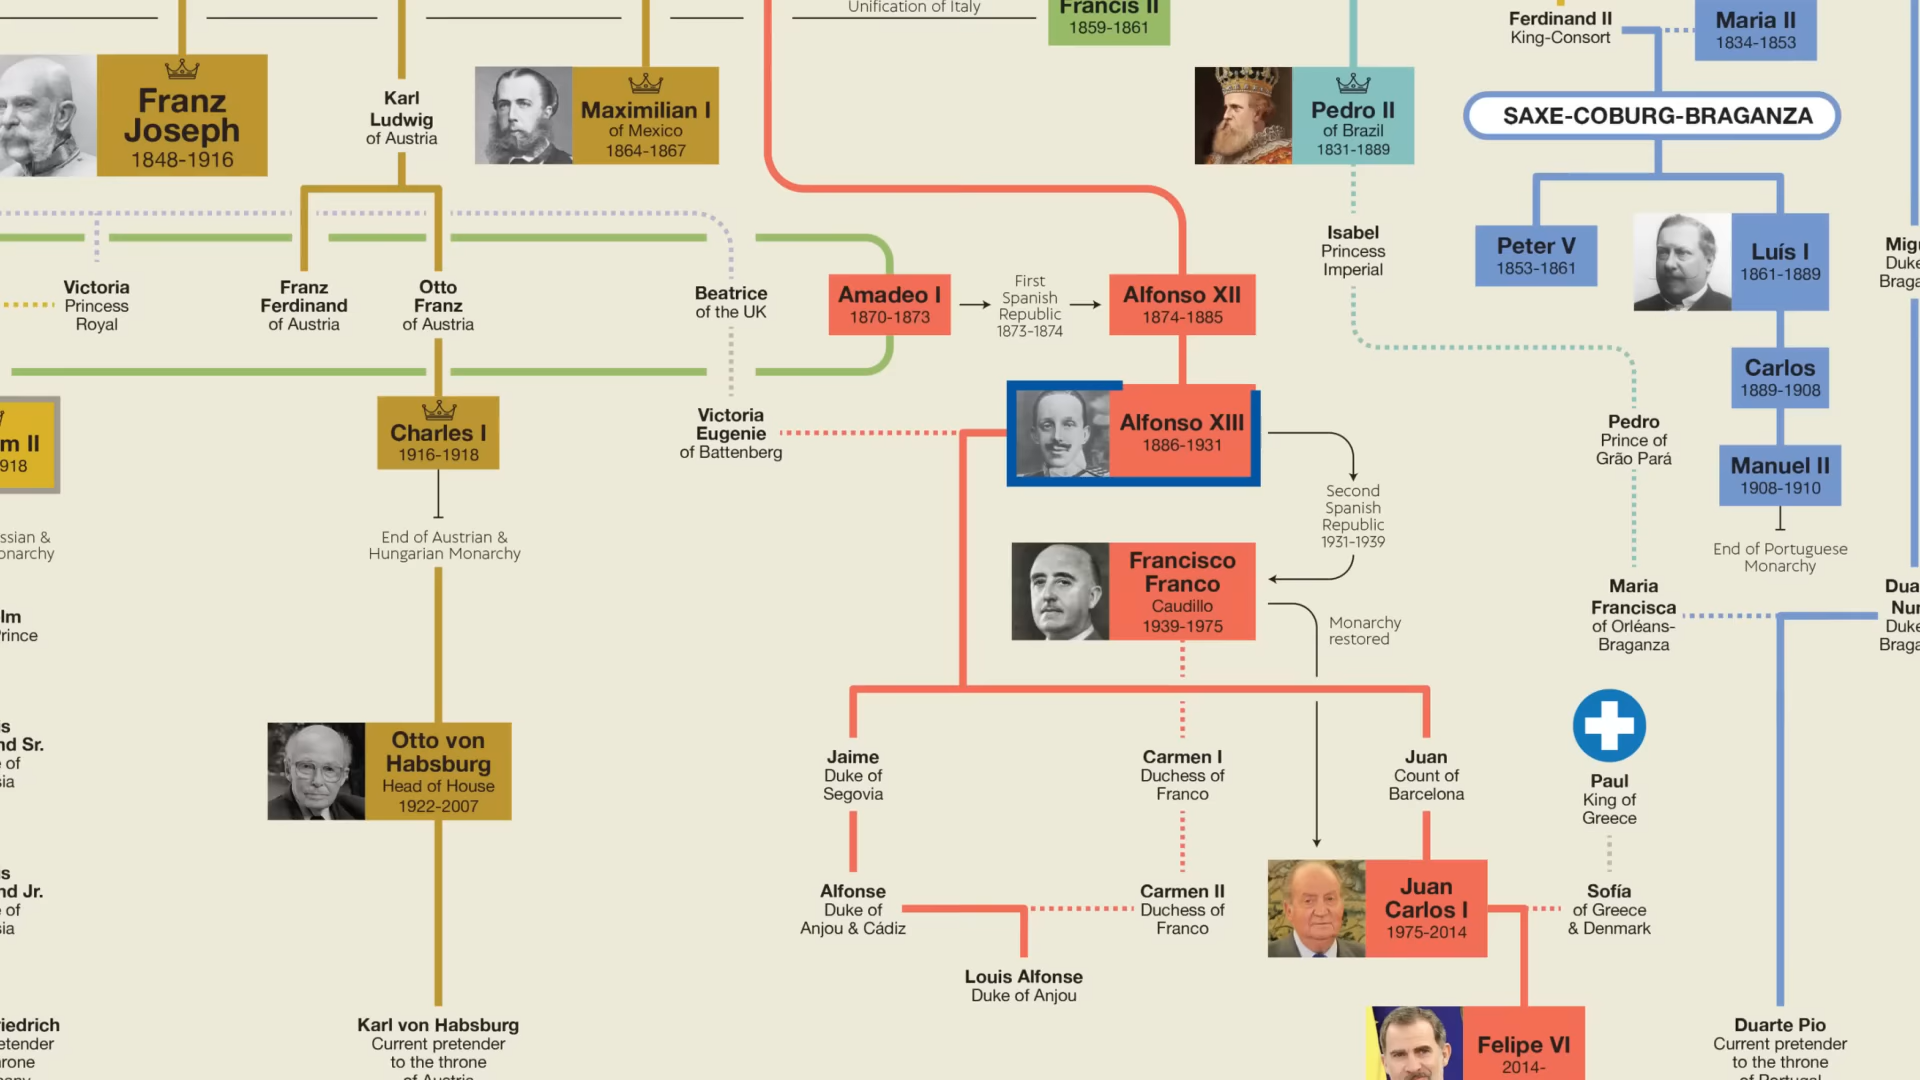 Unification of Italy
Francis II
1859-1861
Ferdinand II
King-Consort
Maria II
1834-1853
Franz
Joseph
1848-1916
Karl
Ludwig
of Austria
Maximilian I
of Mexico
1864-1867
Pedro II
of Brazil
1831-1889
SAXE-COBURG-BRAGANZA
Isabel
Princess
Imperial
Peter V
1853-1861
Luís I
1861-1889
Victoria
Princess
Royal
Franz
Ferdinand
of Austria
Otto
Franz
of Austria
Beatrice
of the UK
Amadeo I
1870-1873
First
Spanish
Republic
1873-1874
Alfonso XII
1874-1885
Carlos
1889-1908
m II
918
Charles I
1916-1918
Victoria
Eugenie
of Battenberg
Alfonso XIII
1886-1931
Pedro
Prince of
Grão Pará
Manuel II
1908-1910
Second
Spanish
Republic
1931-1939
ssian &
onarchy
End of Austrian &
Hungarian Monarchy
End of Portuguese
Monarchy
Francisco
Franco
Caudillo
1939-1975
Monarchy
restored
Maria
Francisca
of Orléans-
Braganza
Dua
Nu
Duke
Braga
Migu
Duke
Braga
lm
Prince
is
nd Sr.
e of
sia
Otto von
Habsburg
Head of House
1922-2007
Jaime
Duke of
Segovia
Carmen I
Duchess of
Franco
Juan
Count of
Barcelona
Paul
King of
Greece
is
nd Jr.
e of
sia
Alfonse
Duke of
Anjou & Cádiz
Carmen II
Duchess of
Franco
Juan
Carlos I
1975-2014
Sofía
of Greece
& Denmark
Louis Alfonse
Duke of Anjou
riedrich
etender
hrone
Karl von Habsburg
Current pretender
to the throne
of Austria
Felipe VI
2014-
Duarte Pio
Current pretender
to the throne
of Portugal